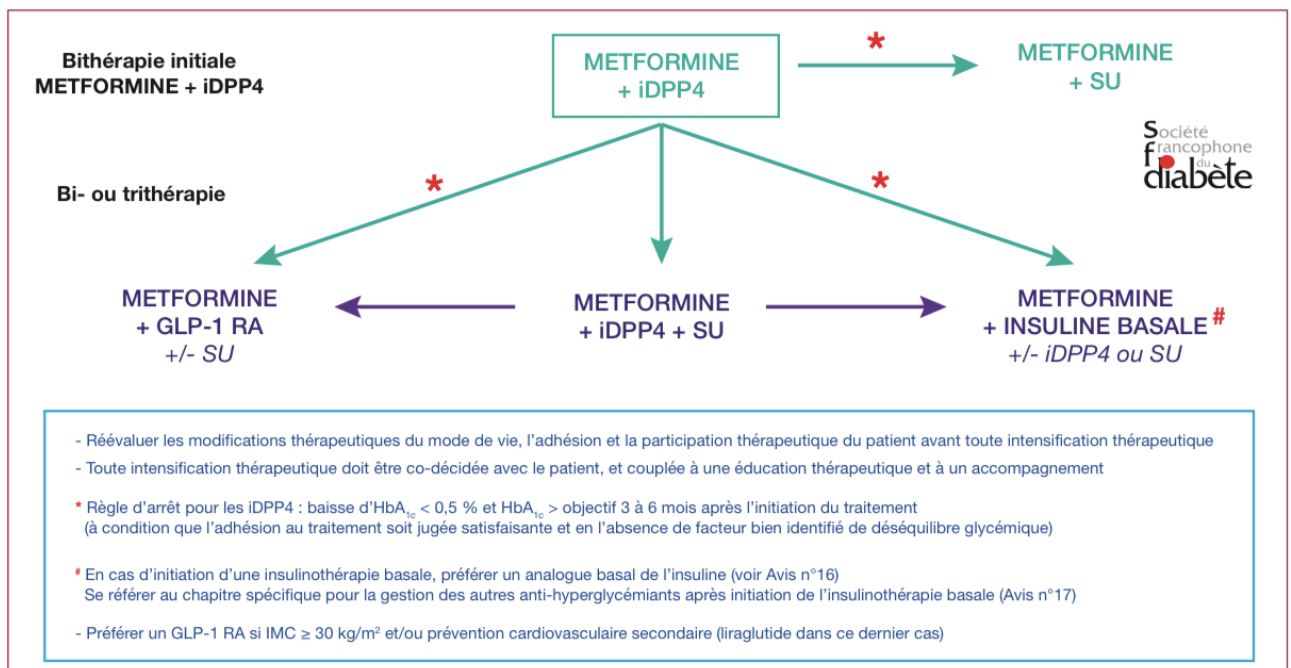 Bithérapie initiale
METFORMINE + iDPP4
METFORMINE
+ iDPP4
*
METFORMINE
+ SU
Société
francophone
du
diabète
Bi- ou trithérapie
*
*
METFORMINE
+ GLP-1 RA
+/- SU
METFORMINE
+ iDPP4 + SU
METFORMINE
+ INSULINE BASALE #
+/- iDPP4 ou SU
- Réévaluer les modifications thérapeutiques du mode de vie, l’adhésion et la participation thérapeutique du patient avant toute intensification thérapeutique
- Toute intensification thérapeutique doit être co-décidée avec le patient, et couplée à une éducation thérapeutique et à un accompagnement
* Règle d’arrêt pour les iDPP4 : baisse d’HbA1c < 0,5 % et HbA1c > objectif 3 à 6 mois après l’initiation du traitement
(à condition que l’adhésion au traitement soit jugée satisfaisante et en l’absence de facteur bien identifié de déséquilibre glycémique)
# En cas d’initiation d’une insulinothérapie basale, préférer un analogue basal de l’insuline (voir Avis n°16)
Se référer au chapitre spécifique pour la gestion des autres anti-hyperglycémiants après initiation de l’insulinothérapie basale (Avis n°17)
- Préférer un GLP-1 RA si IMC ≥ 30 kg/m² et/ou prévention cardiovasculaire secondaire (liraglutide dans ce dernier cas)